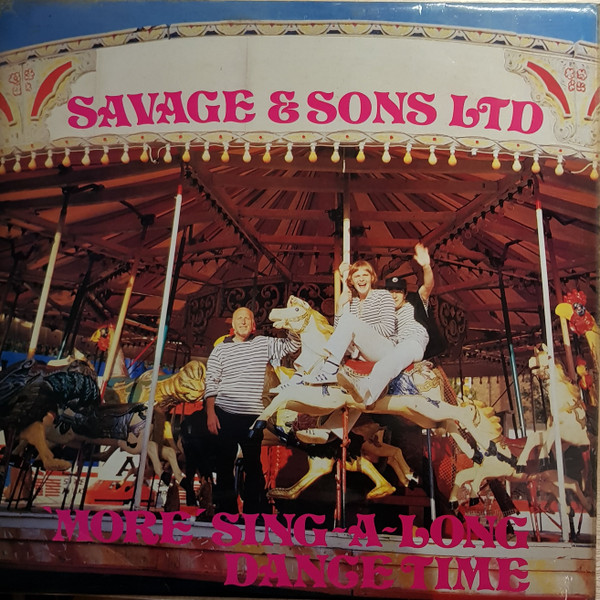 SAVAGE & SONS LTD
'MORE' SING-A-LONG
DANCE TIME